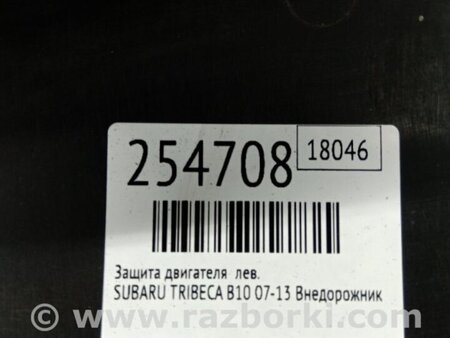 254708 18046
Защита двигателя лев.
SUBARU TRIBECA B10 07-13 Внедорожник
© www.razborki.com